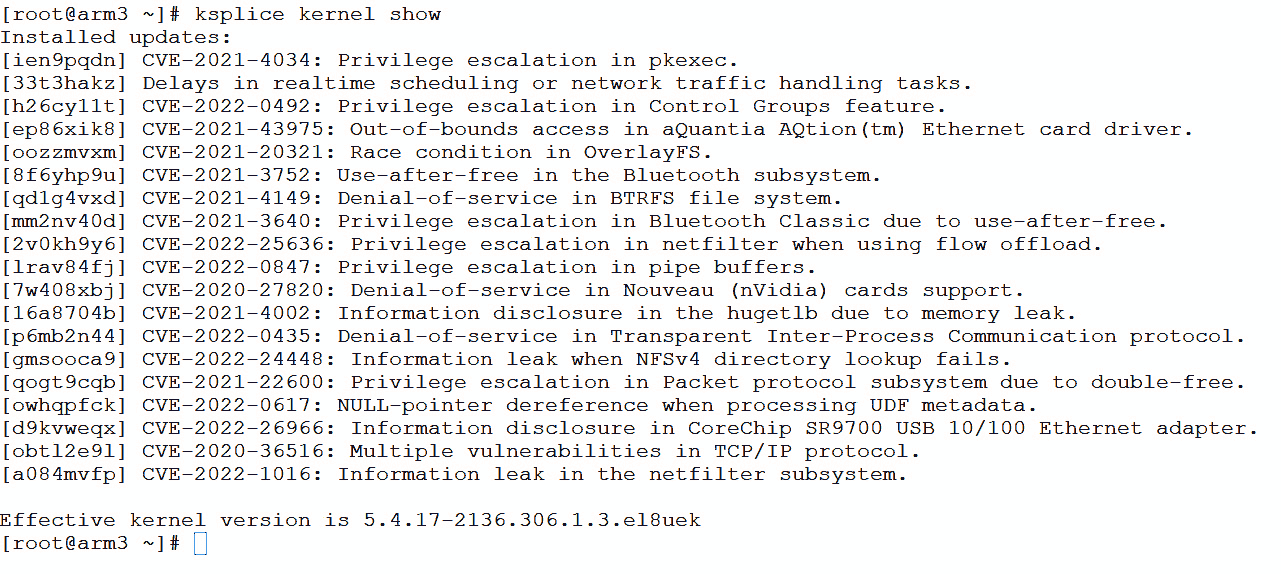 [root@arm3 ~]# ksplice kernel show
Installed updates:
[ien9pqdn] CVE-2021-4034: Privilege escalation in pkexec.
[33t3hakz] Delays in realtime scheduling or network traffic handling tasks.
[h26cy11t] CVE-2022-0492: Privilege escalation in Control Groups feature.
[ep86xik8] CVE-2021-43975: Out-of-bounds access in aQuantia AQtion(tm) Ethernet card driver.
[oozzmvxm] CVE-2021-20321: Race condition in OverlayFS.
[8f6yhp9u] CVE-2021-3752: Use-after-free in the Bluetooth subsystem.
[qdlg4vxd] CVE-2021-4149: Denial-of-service in BTRFS file system.
[mm2nv40d] CVE-2021-3640: Privilege escalation in Bluetooth Classic due to use-after-free.
[2v0kh9y6] CVE-2022-25636: Privilege escalation in netfilter when using flow offload.
[lrav84fj] CVE-2022-0847: Privilege escalation in pipe buffers.
[7w408xbj] CVE-2020-27820: Denial-of-service in Nouveau (nVidia) cards support.
[16a8704b] CVE-2021-4002: Information disclosure in the hugetlb due to memory leak.
[p6mb2n44] CVE-2022-0435: Denial-of-service in Transparent Inter-Process Communication protocol.
[gmsooca9] CVE-2022-24448: Information leak when NFSv4 directory lookup fails.
[qogt9cqb] CVE-2021-22600: Privilege escalation in Packet protocol subsystem due to double-free.
[owhqpfck] CVE-2022-0617: NULL-pointer dereference when processing UDF metadata.
[d9kvweqx] CVE-2022-26966: Information disclosure in CoreChip SR9700 USB 10/100 Ethernet adapter.
[obtl2e9l] CVE-2020-36516: Multiple vulnerabilities in TCP/IP protocol.
[a084mvfp] CVE-2022-1016: Information leak in the netfilter subsystem.
Effective kernel version is 5.4.17-2136.306.1.3.el8uek
[root@arm3 ~]#